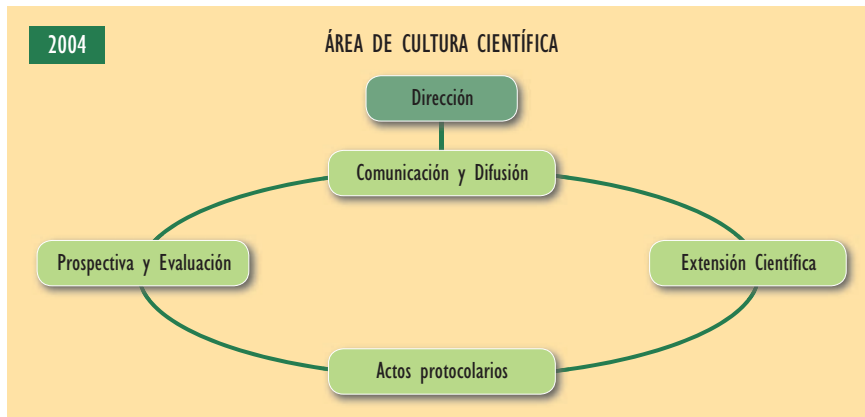 2004
ÁREA DE CULTURA CIENTÍFICA
Dirección
Comunicación y Difusión
Prospectiva y Evaluación
Extensión Científica
Actos protocolarios